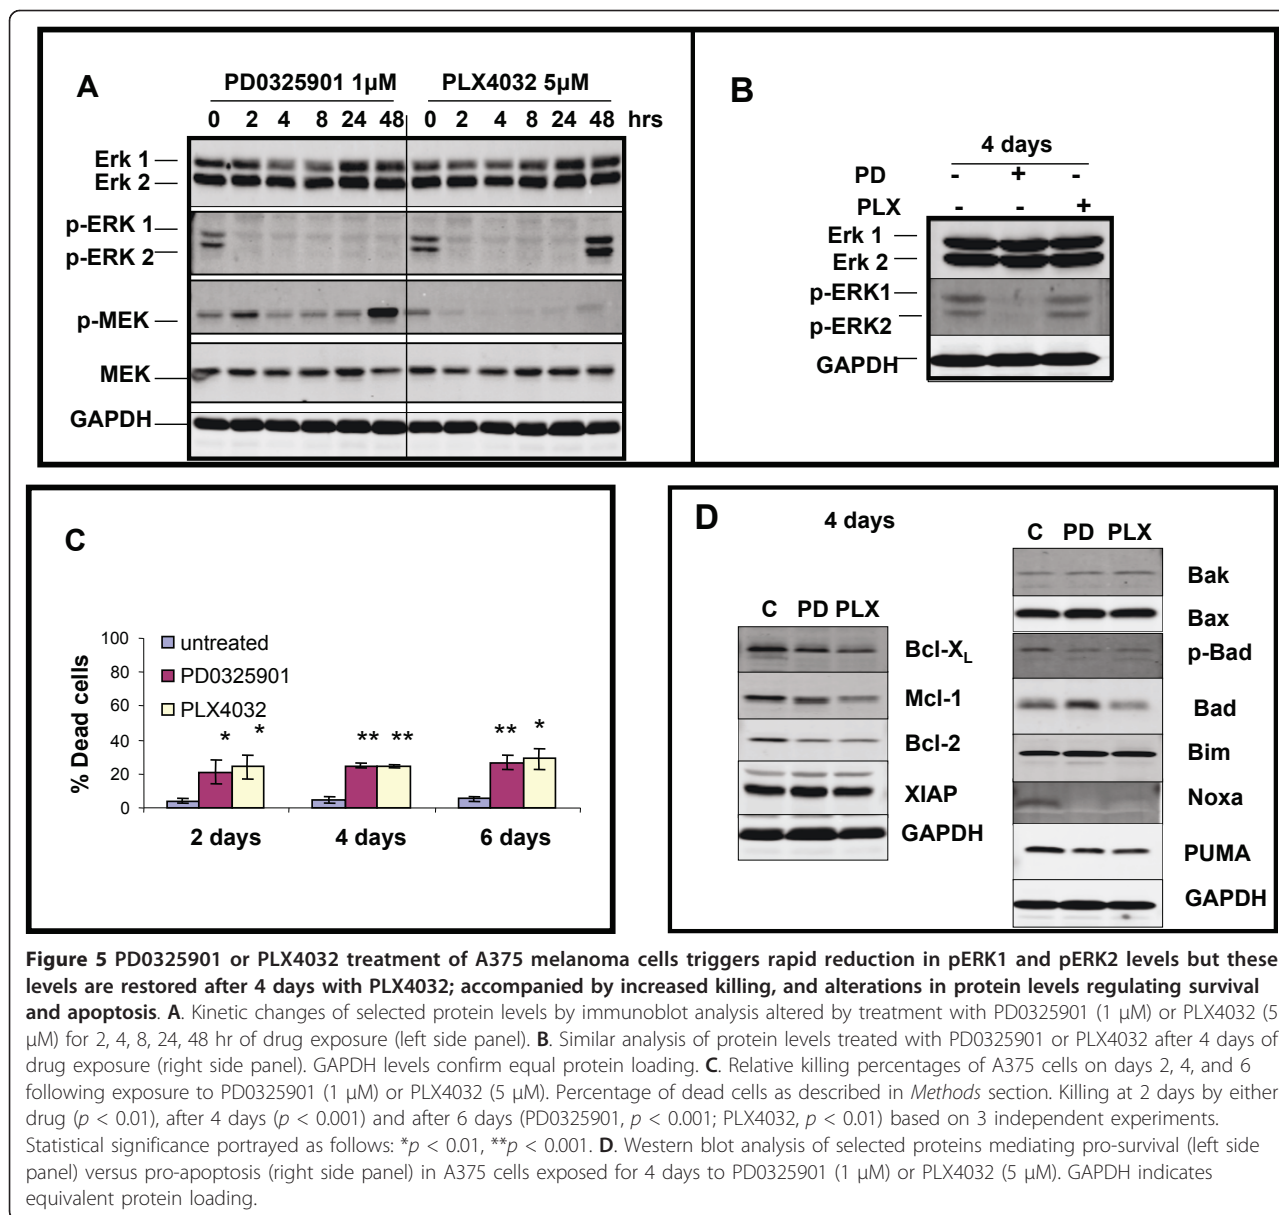 A
PD0325901 1µM PLX4032 5µM
0 2 4 8 24 48 0 2 4 8 24 48 hrs
Erk 1
Erk 2
p-ERK 1
p-ERK 2
p-MEK
MEK
GAPDH
B
4 days
PD - + -
PLX - - +
Erk 1
Erk 2
p-ERK1
p-ERK2
GAPDH
C
% Dead cells
100
80
60
40
20
0
untreated
PD0325901
PLX4032
* * ** ** ** *
2 days 4 days 6 days
D
4 days
C PD PLX
Bcl-XL
Mcl-1
Bcl-2
XIAP
GAPDH
C PD PLX
Bak
Bax
p-Bad
Bad
Bim
Noxa
PUMA
GAPDH
Figure 5 PD0325901 or PLX4032 treatment of A375 melanoma cells triggers rapid reduction in pERK1 and pERK2 levels but these
levels are restored after 4 days with PLX4032; accompanied by increased killing, and alterations in protein levels regulating survival
and apoptosis. A. Kinetic changes of selected protein levels by immunoblot analysis altered by treatment with PD0325901 (1 μM) or PLX4032 (5
μM) for 2, 4, 8, 24, 48 hr of drug exposure (left side panel). B. Similar analysis of protein levels treated with PD0325901 or PLX4032 after 4 days of
drug exposure (right side panel). GAPDH levels confirm equal protein loading. C. Relative killing percentages of A375 cells on days 2, 4, and 6
following exposure to PD0325901 (1 μM) or PLX4032 (5 μM). Percentage of dead cells as described in Methods section. Killing at 2 days by either
drug (p < 0.01), after 4 days (p < 0.001) and after 6 days (PD0325901, p < 0.001; PLX4032, p < 0.01) based on 3 independent experiments.
Statistical significance portrayed as follows: *p < 0.01, **p < 0.001. D. Western blot analysis of selected proteins mediating pro-survival (left side
panel) versus pro-apoptosis (right side panel) in A375 cells exposed for 4 days to PD0325901 (1 μM) or PLX4032 (5 μM). GAPDH indicates
equivalent protein loading.